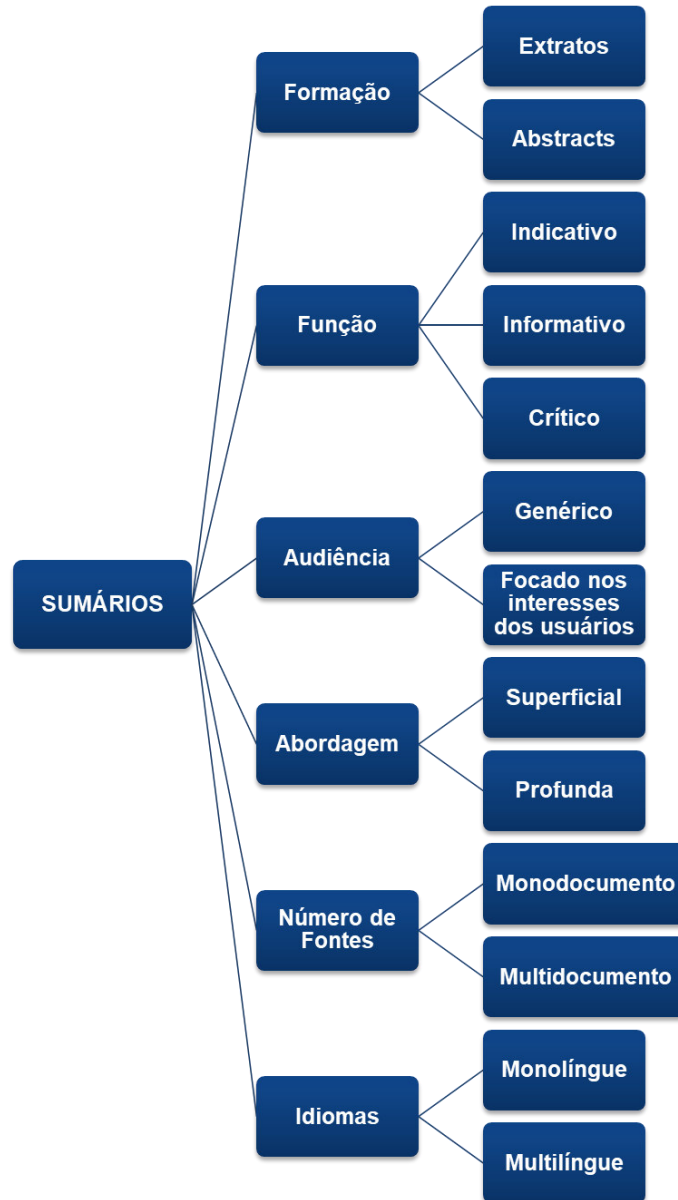 SUMÁRIOS
Formação
Extratos
Abstracts
Função
Indicativo
Informativo
Crítico
Audiência
Genérico
Focado nos
interesses
dos usuários
Abordagem
Superficial
Profunda
Número de
Fontes
Monodocumento
Multidocumento
Idiomas
Monolíngue
Multilíngue